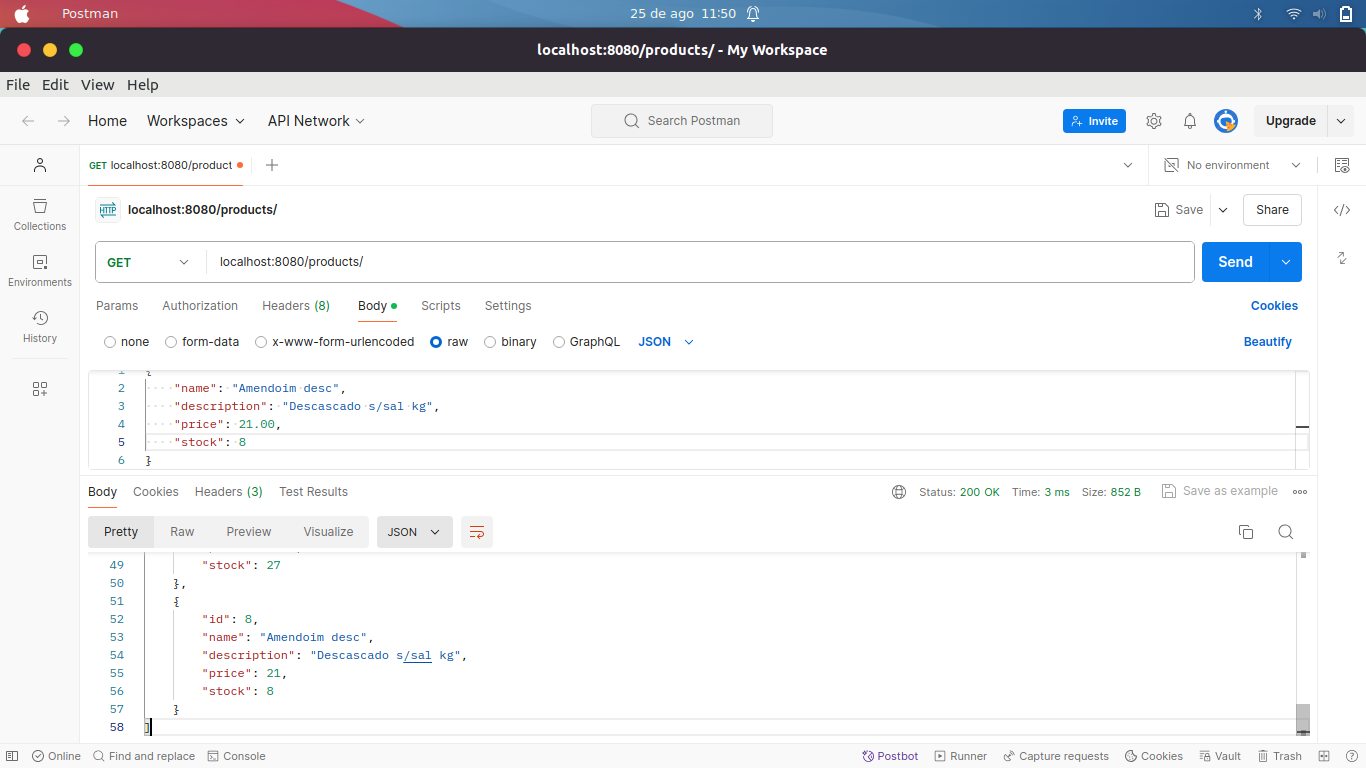 Postman
25 de ago 11:50
localhost:8080/products/ - My Workspace
File Edit View Help
Home Workspaces API Network Search Postman Invite Upgrade
GET localhost:8080/product No environment
HTTP localhost:8080/products/ Save Share
Collections
Environments
History
GET localhost:8080/products/ Send
Params Authorization Headers (8) Body Scripts Settings Cookies
none form-data x-www-form-urlencoded raw binary GraphQL JSON Beautify
1 {
2 "name": "Amendoim desc",
3 "description": "Descascado s/sal kg",
4 "price": 21.00,
5 "stock": 8
6 }
Body Cookies Headers (3) Test Results Status: 200 OK Time: 3 ms Size: 852 B Save as example
Pretty Raw Preview Visualize JSON
49 "stock": 27
50 },
51 {
52 "id": 8,
53 "name": "Amendoim desc",
54 "description": "Descascado s/sal kg",
55 "price": 21,
56 "stock": 8
57 }
58 ]
Online Find and replace Console Postbot Runner Capture requests Cookies Vault Trash